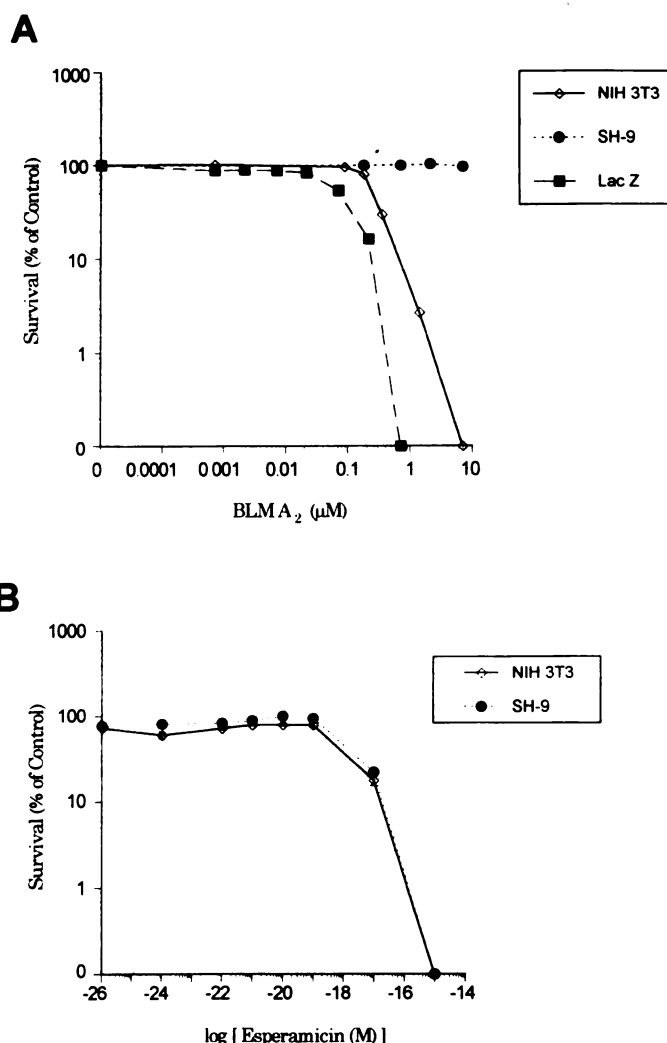 A
1000
100
10
1
0
Survival (% of Control)
0 0.0001 0.001 0.01 0.1 1 10
BLM A2 (μM)
NIH 3T3
SH-9
Lac Z
B
1000
100
10
1
0
Survival (% of Control)
-26 -24 -22 -20 -18 -16 -14
log [ Esperamicin (M) ]
NIH 3T3
SH-9